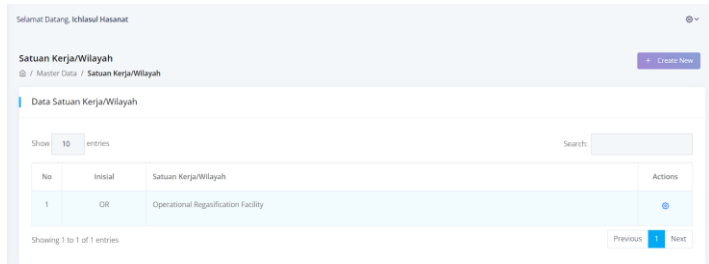 Selamat Datang, Ichlasul Hasanat
Satuan Kerja/Wilayah
+ Create New
/ Master Data / Satuan Kerja/Wilayah
Data Satuan Kerja/Wilayah
Show 10 entries Search:
No Inisial Satuan Kerja/Wilayah Actions
1 OR Operational Regasification Facility
Showing 1 to 1 of 1 entries Previous 1 Next